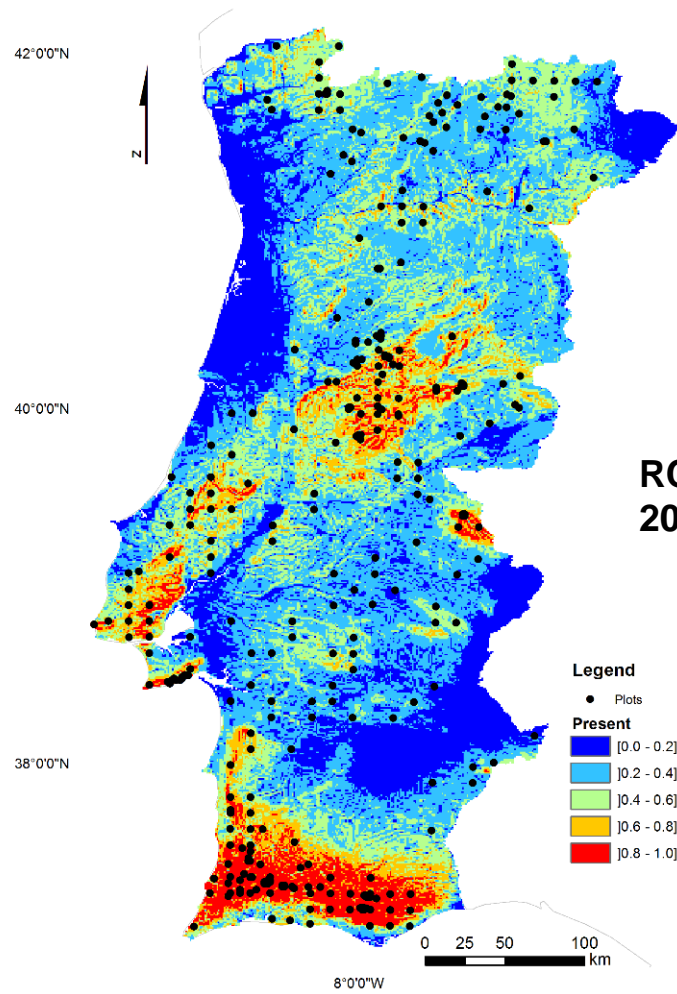 42°0'0"N
z
40°0'0"N
20
Legend
Plots
Present
[0.0 - 0.2]
]0.2 - 0.4]
]0.4 - 0.6]
]0.6 - 0.8]
]0.8 - 1.0]
38°0'0"N
0 25 50 100
km
8°0'0"W